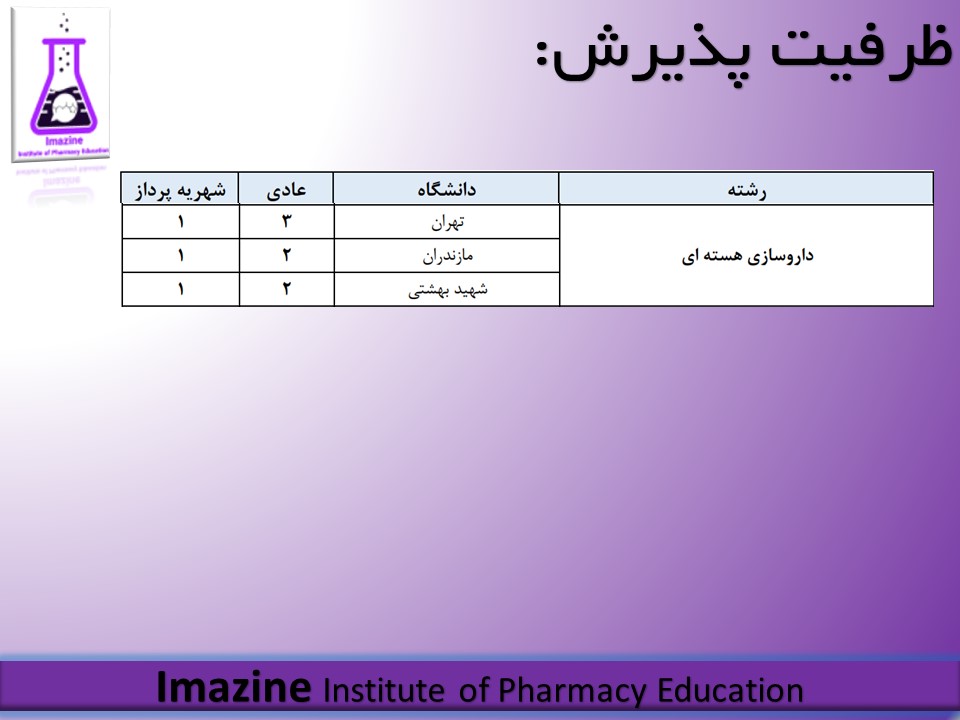 ظرفیت پذیرش:
Imazine
Institute of Pharmacy Education
رشته دانشگاه عادی شهریه پرداز
داروسازی هسته ای
تهران ۳ ۱
مازندران ۲ ۱
شهید بهشتی ۲ ۱
Imazine Institute of Pharmacy Education